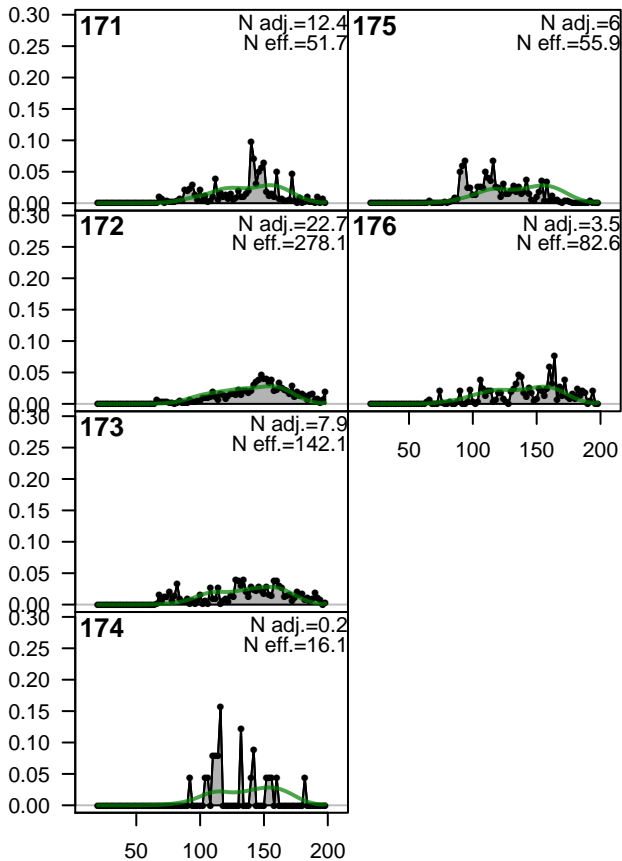 0.30
0.25
0.20
0.15
0.10
0.05
0.00
171
N adj.=12.4
N eff.=51.7
175
N adj.=6
N eff.=55.9
0.30
0.25
0.20
0.15
0.10
0.05
0.00
172
N adj.=22.7
N eff.=278.1
176
N adj.=3.5
N eff.=82.6
50 100 150 200
0.30
0.25
0.20
0.15
0.10
0.05
0.00
173
N adj.=7.9
N eff.=142.1
0.30
0.25
0.20
0.15
0.10
0.05
0.00
174
N adj.=0.2
N eff.=16.1
50 100 150 200